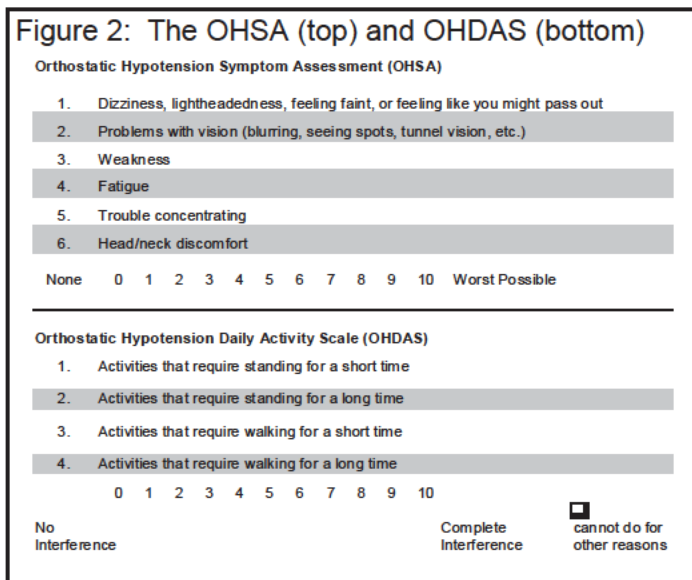 Figure 2: The OHSA (top) and OHDAS (bottom)
Orthostatic Hypotension Symptom Assessment (OHSA)
1. Dizziness, lightheadedness, feeling faint, or feeling like you might pass out
2. Problems with vision (blurring, seeing spots, tunnel vision, etc.)
3. Weakness
4. Fatigue
5. Trouble concentrating
6. Head/neck discomfort
None 0 1 2 3 4 5 6 7 8 9 10 Worst Possible
Orthostatic Hypotension Daily Activity Scale (OHDAS)
1. Activities that require standing for a short time
2. Activities that require standing for a long time
3. Activities that require walking for a short time
4. Activities that require walking for a long time
0 1 2 3 4 5 6 7 8 9 10
No Complete cannot do for
Interference Interference other reasons